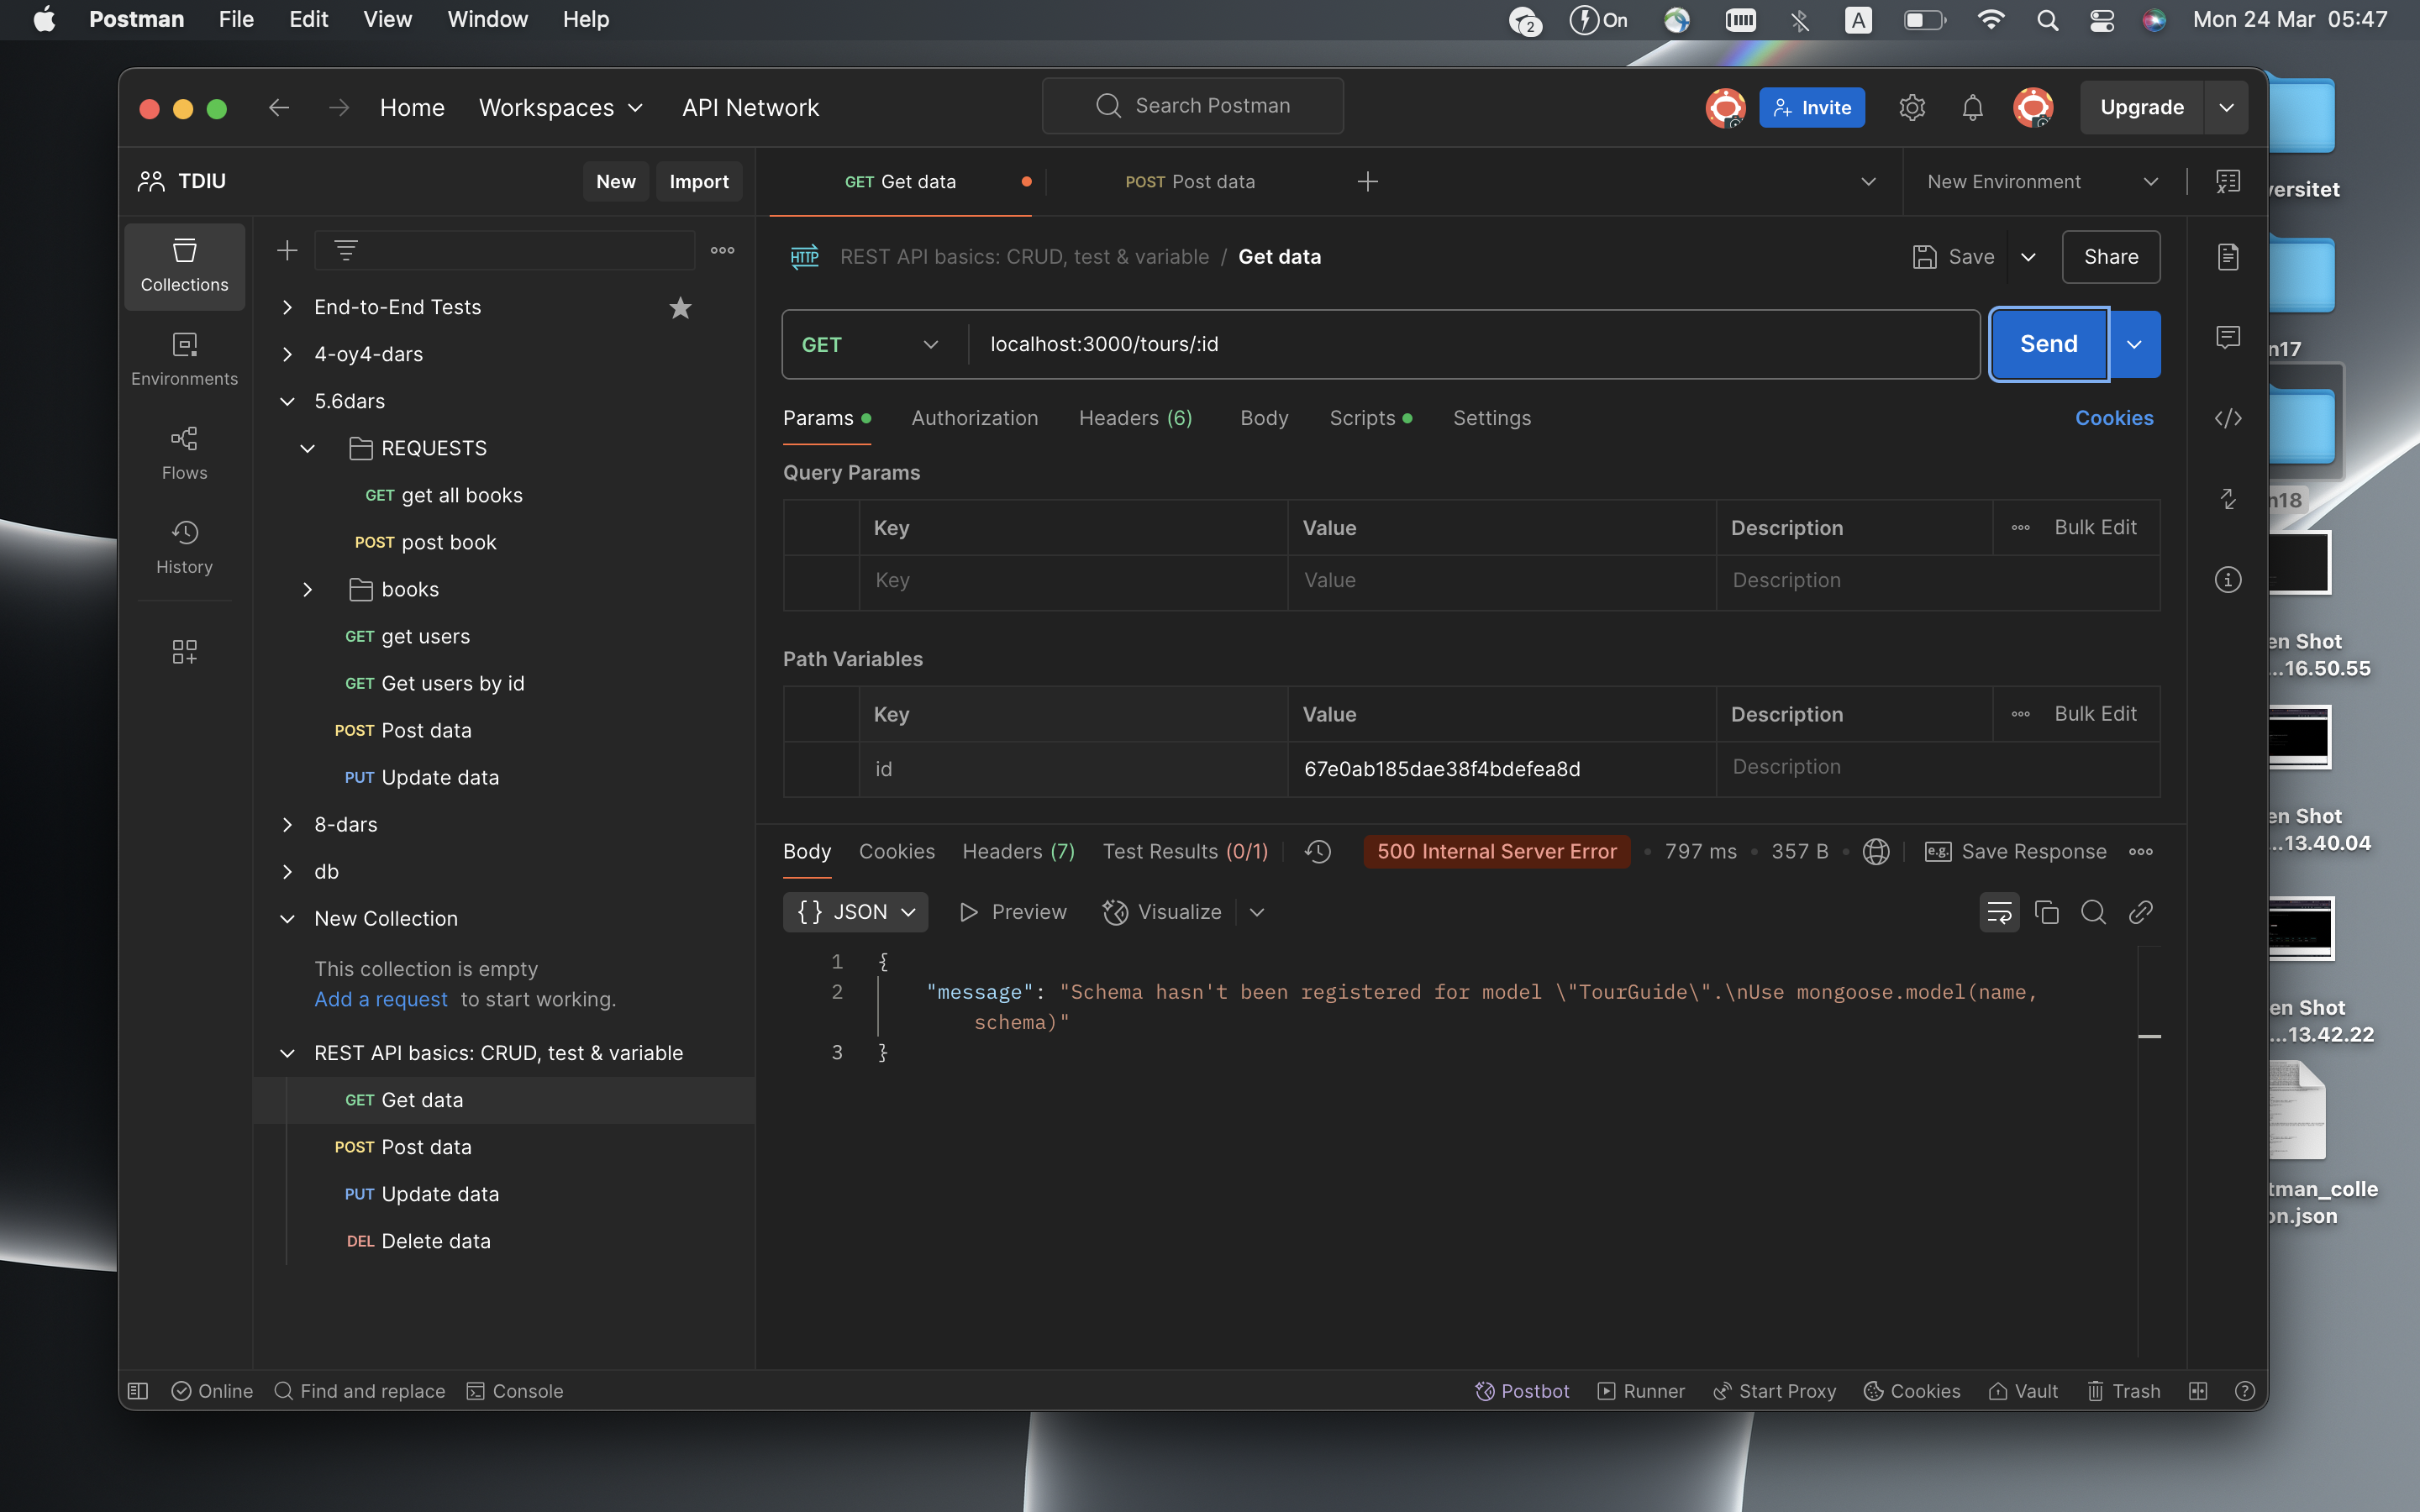 Postman File Edit View Window Help 2 On A Mon 24 Mar 05:47
Home Workspaces API Network Search Postman Invite Upgrade
TDIU New Import
GET Get data POST Post data New Environment
Collections
Environments
Flows
History
End-to-End Tests
4-oy4-dars
5.6dars
REQUESTS
GET get all books
POST post book
books
GET get users
GET Get users by id
POST Post data
PUT Update data
8-dars
db
New Collection
This collection is empty
Add a request to start working.
REST API basics: CRUD, test & variable
GET Get data
POST Post data
PUT Update data
DEL Delete data
HTTP REST API basics: CRUD, test & variable / Get data Save Share
GET localhost:3000/tours/:id Send
Params Authorization Headers (6) Body Scripts Settings Cookies
Query Params
Key Value Description Bulk Edit
Key Value Description
Path Variables
Key Value Description Bulk Edit
id 67e0ab185dae38f4bdefea8d Description
Body Cookies Headers (7) Test Results (0/1) 500 Internal Server Error • 797 ms • 357 B e.g. Save Response
{} JSON Preview Visualize
1 {
2 "message": "Schema hasn't been registered for model \"TourGuide\".\nUse mongoose.model(name,
schema)"
3 }
Online Find and replace Console Postbot Runner Start Proxy Cookies Vault Trash
versitet
n17
n18
en Shot
...16.50.55
en Shot
...13.40.04
en Shot
...13.42.22
tman_colle
on.json